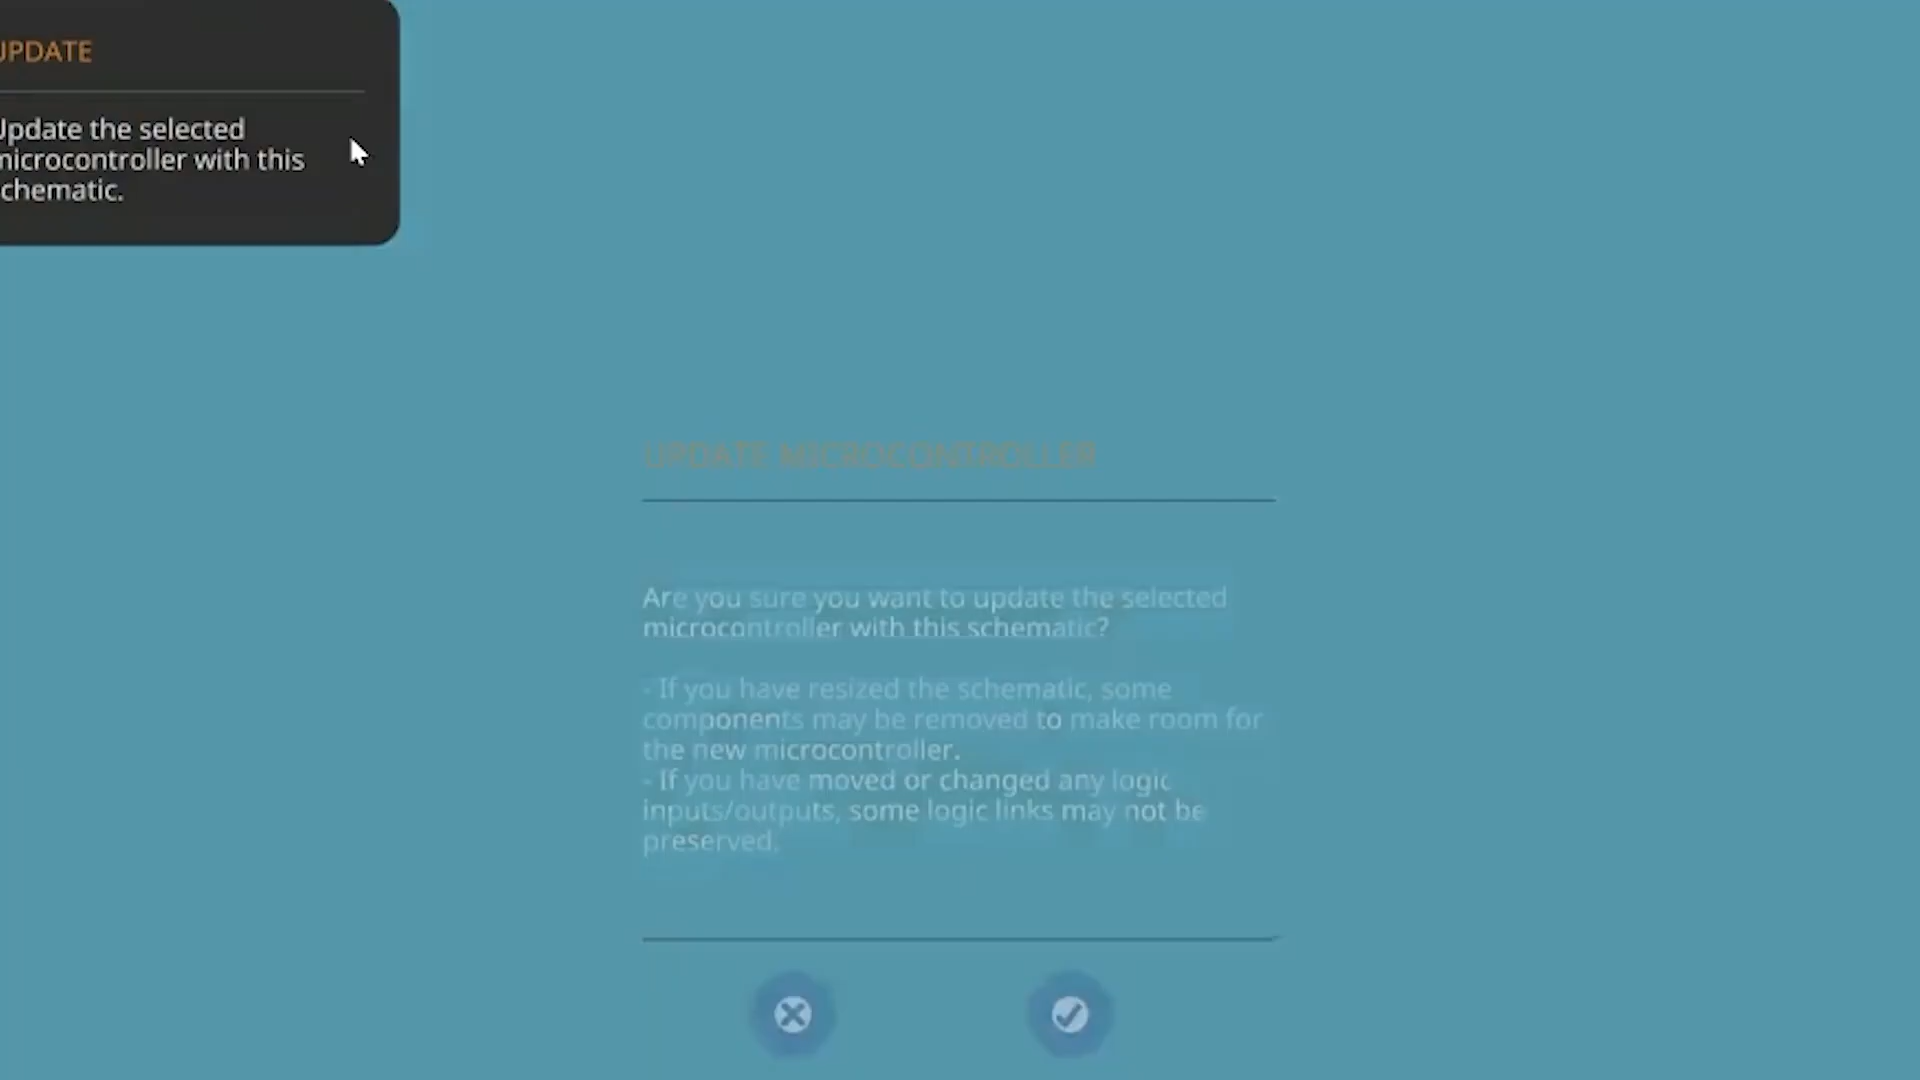 UPDATE
Update the selected
microcontroller with this
schematic.
UPDATE MICROCONTROLLER
Are you sure you want to update the selected
microcontroller with this schematic?
- If you have resized the schematic, some
components may be removed to make room for
the new microcontroller.
- If you have moved or changed any logic
inputs/outputs, some logic links may not be
preserved.